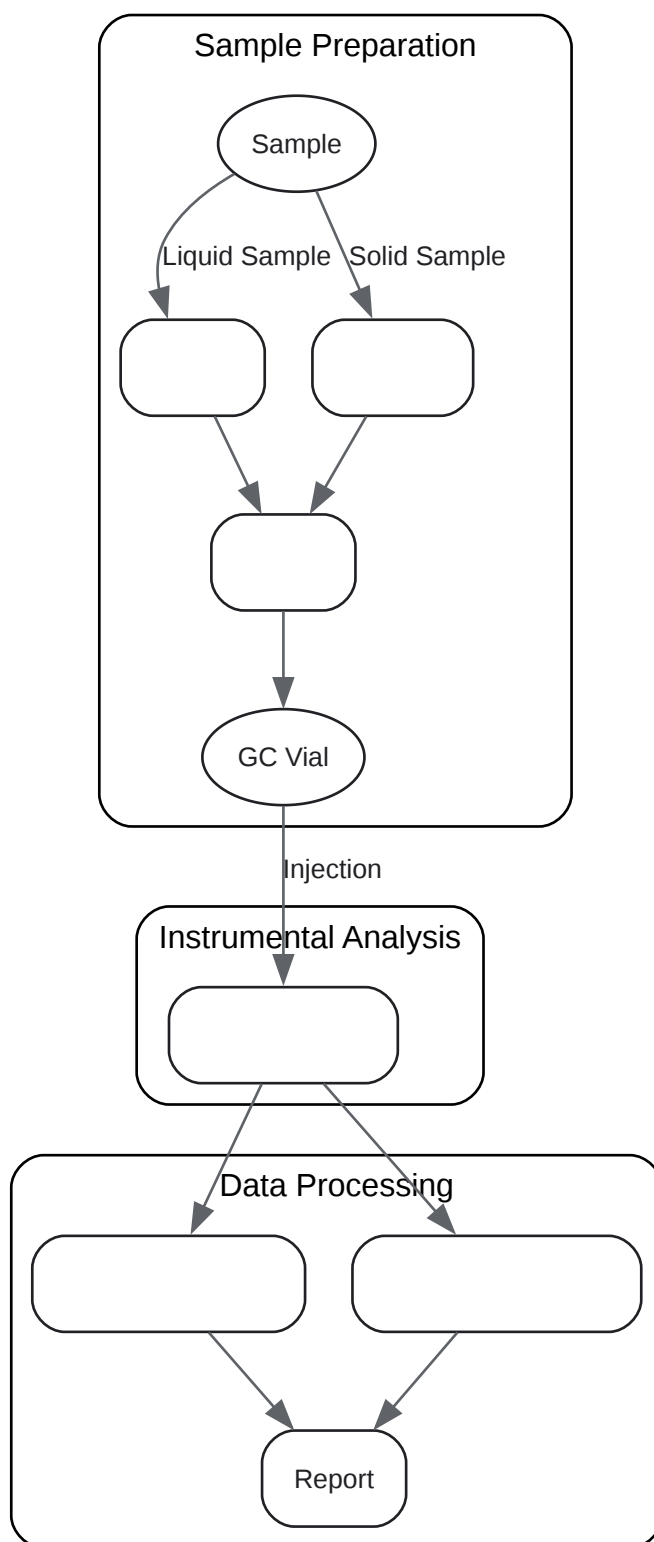 Sample Preparation
Sample
Liquid Sample
Solid Sample
GC Vial
Injection
Instrumental Analysis
Data Processing
Report